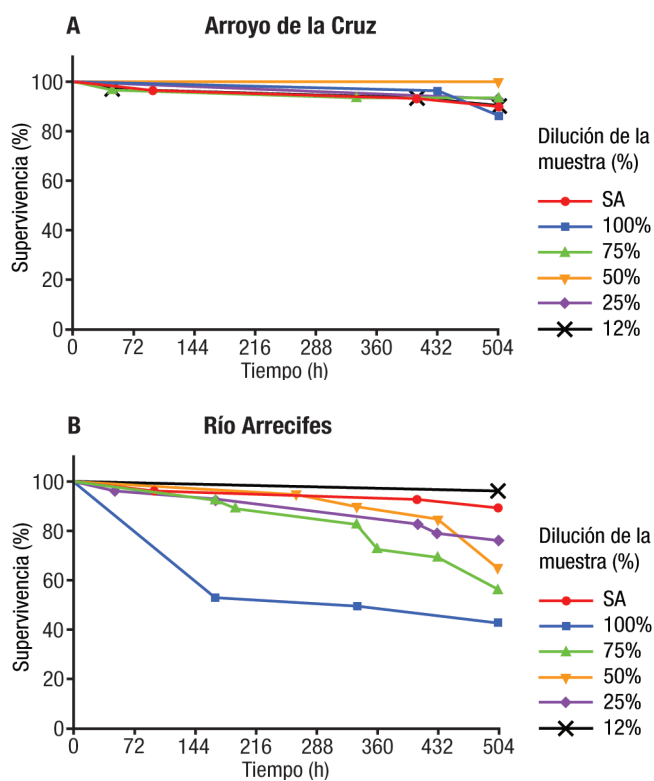 A Arroyo de la Cruz
Supervivencia (%)
100
80
60
40
20
0
0 72 144 216 288 360 432 504
Tiempo (h)
Dilución de la
muestra (%)
SA
100%
75%
50%
25%
12%
B Río Arrecifes
Supervivencia (%)
100
80
60
40
20
0
0 72 144 216 288 360 432 504
Tiempo (h)
Dilución de la
muestra (%)
SA
100%
75%
50%
25%
12%